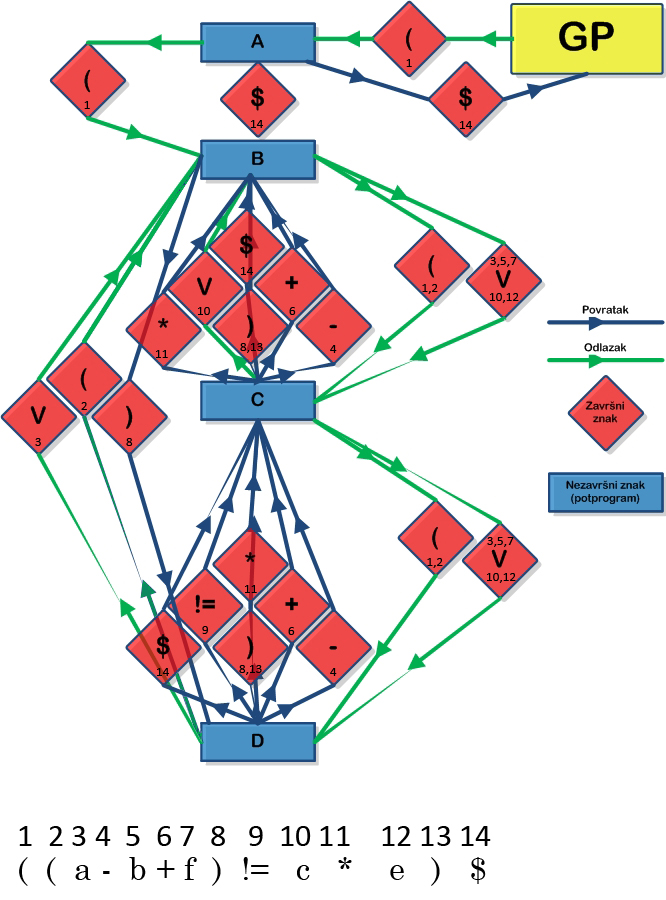 A
(
1
GP
(
1
$
14
$
14
B
$
14
V
10
+
6
*
11
)
8,13
-
4
(
1,2
3,5,7
V
10,12
Povratak
Odlazak
Završni
znak
Nezavršni znak
(potprogram)
(
2
V
3
)
8
C
*
11
!=
9
+
6
$
14
)
8,13
-
4
(
1,2
3,5,7
V
10,12
D
1 2 3 4 5 6 7 8 9 10 11 12 13 14
( ( a - b + f ) != c * e ) $